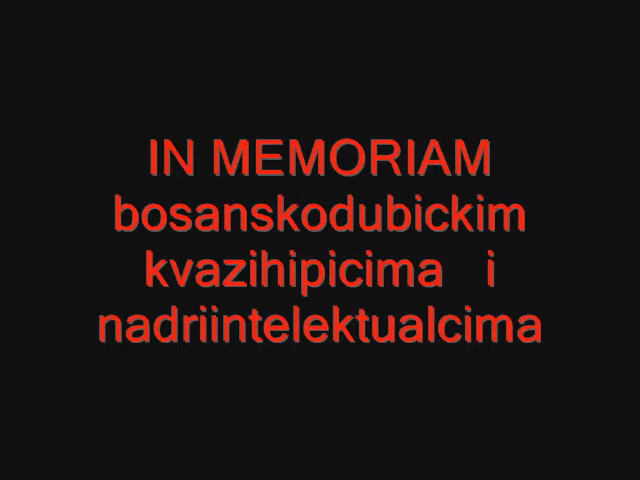 IN MEMORIAM
bosanskodubickim
kvazihipicima i
nadriintelektualcima